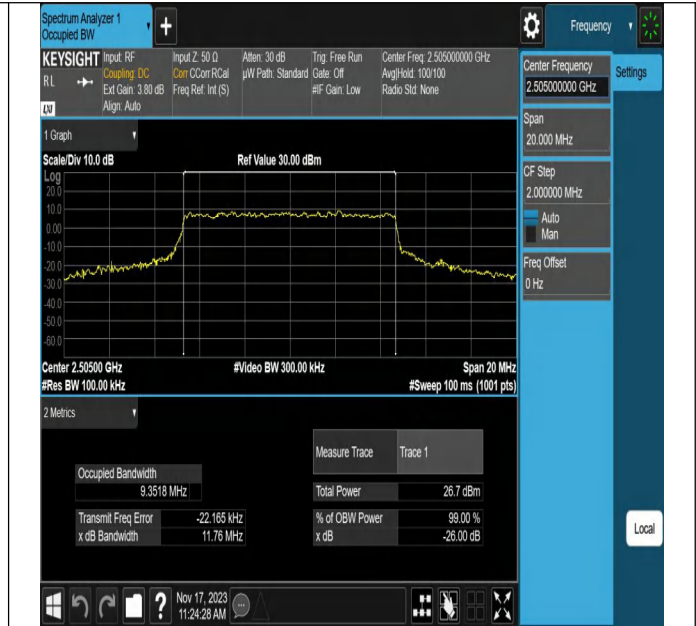 Spectrum Analyzer 1
Occupied BW
+
Frequency
KEYSIGHT
RL
LXI
Input: RF
Coupling: DC
Ext Gain: 3.80 dB
Align: Auto
Input Z: 50 Ω
Corr CCorr RCal
Freq Ref: Int (S)
Atten: 30 dB
µW Path: Standard
Trig: Free Run
Gate: Off
#IF Gain: Low
Center Freq: 2.505000000 GHz
Avg|Hold: 100/100
Radio Std: None
Center Frequency
2.505000000 GHz
Settings
Span
20.000 MHz
CF Step
2.000000 MHz
Auto
Man
Freq Offset
0 Hz
1 Graph
Scale/Div 10.0 dB
Ref Value 30.00 dBm
Log
20.0
10.0
0.00
-10.0
-20.0
-30.0
-40.0
-50.0
-60.0
Center 2.50500 GHz
#Video BW 300.00 kHz
Span 20 MHz
#Res BW 100.00 kHz
#Sweep 100 ms (1001 pts)
2 Metrics
Measure Trace
Trace 1
Occupied Bandwidth
9.3518 MHz
Total Power
26.7 dBm
Transmit Freq Error
-22.165 kHz
% of OBW Power
99.00 %
x dB Bandwidth
11.76 MHz
x dB
-26.00 dB
Local
?
Nov 17, 2023
11:24:28 AM